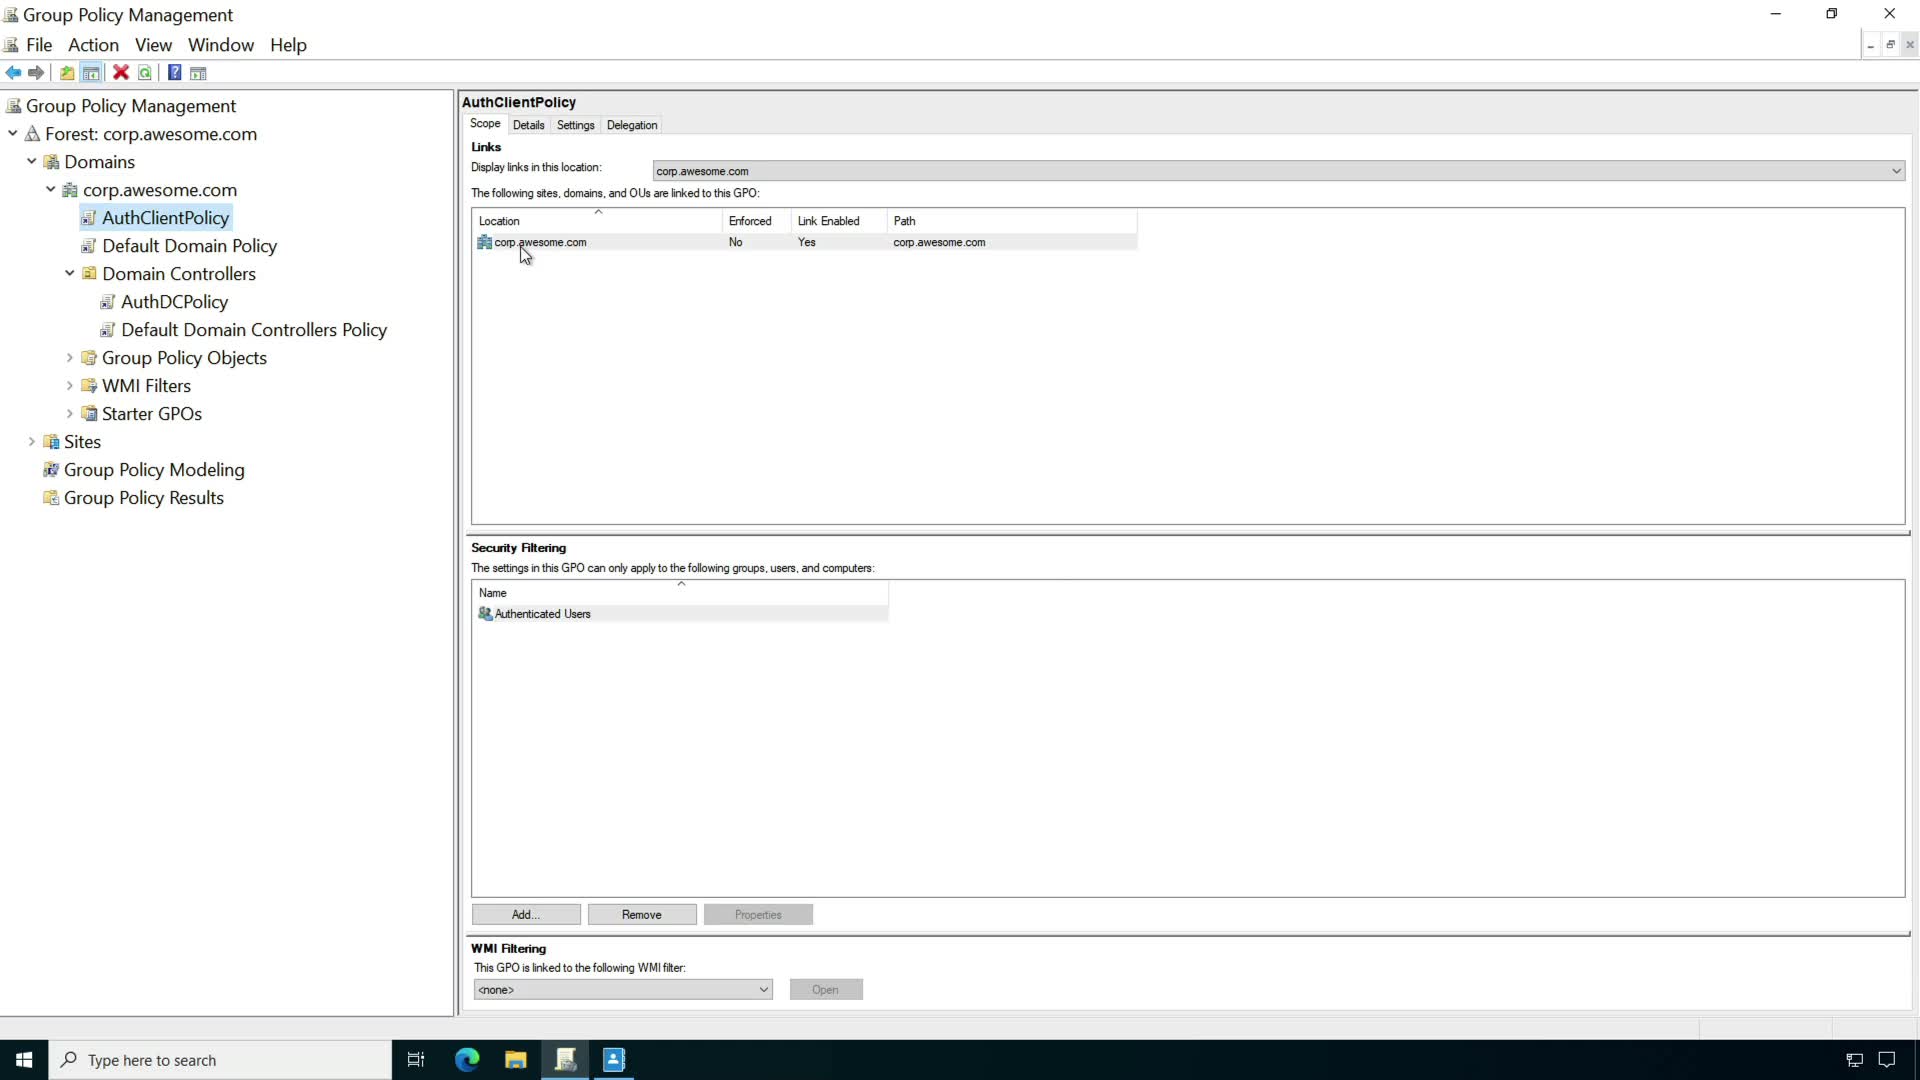 Group Policy Management
File Action View Window Help
Group Policy Management
Forest: corp.awesome.com
Domains
corp.awesome.com
AuthClientPolicy
Default Domain Policy
Domain Controllers
AuthDCPolicy
Default Domain Controllers Policy
Group Policy Objects
WMI Filters
Starter GPOs
Sites
Group Policy Modeling
Group Policy Results
AuthClientPolicy
Scope Details Settings Delegation
Links
Display links in this location: corp.awesome.com
The following sites, domains, and OUs are linked to this GPO:
Location Enforced Link Enabled Path
corp.awesome.com No Yes corp.awesome.com
Security Filtering
The settings in this GPO can only apply to the following groups, users, and computers:
Name
Authenticated Users
Add... Remove Properties
WMI Filtering
This GPO is linked to the following WMI filter:
<none> Open
Type here to search